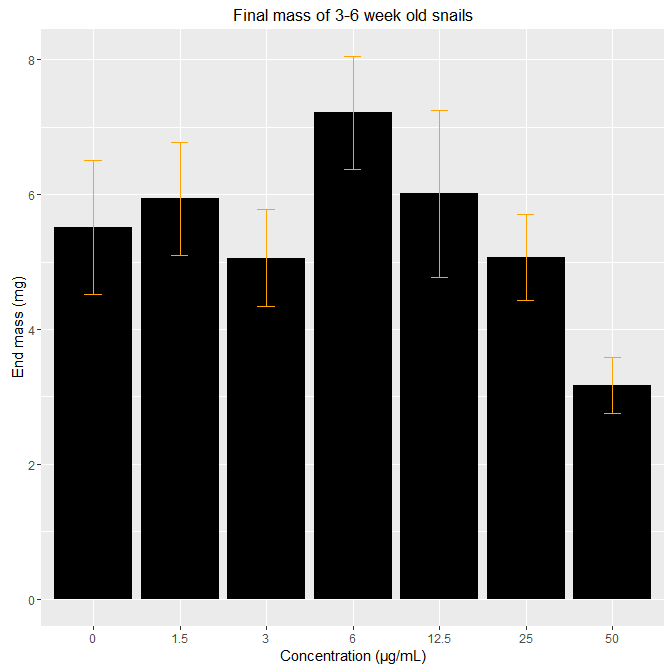 Final mass of 3-6 week old snails
End mass (mg)
8
6
4
2
0
0 1.5 3 6 12.5 25 50
Concentration (µg/mL)